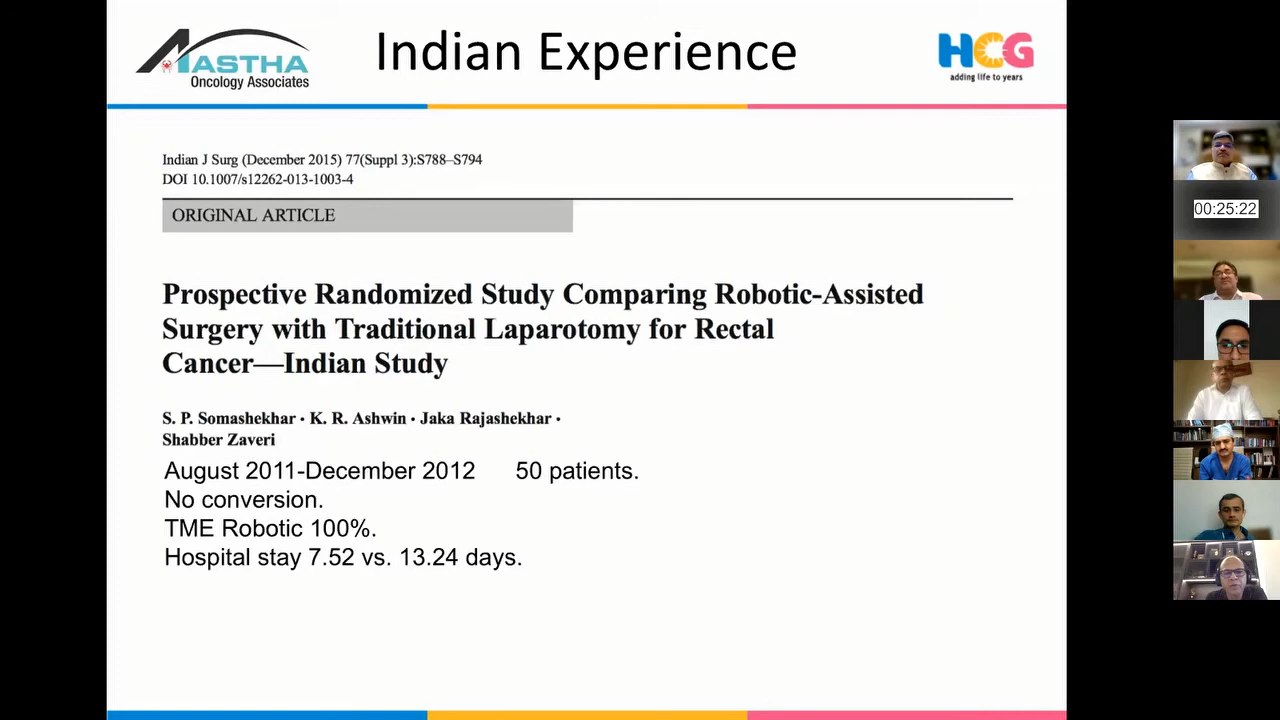 AASTHA
Oncology Associates
Indian Experience
HCG
adding life to years
Indian J Surg (December 2015) 77(Suppl 3):S788–S794
DOI 10.1007/s12262-013-1003-4
ORIGINAL ARTICLE
Prospective Randomized Study Comparing Robotic-Assisted
Surgery with Traditional Laparotomy for Rectal
Cancer—Indian Study
S. P. Somashekhar · K. R. Ashwin · Jaka Rajashekhar ·
Shabber Zaveri
August 2011-December 2012 50 patients.
No conversion.
TME Robotic 100%.
Hospital stay 7.52 vs. 13.24 days.
00:25:22